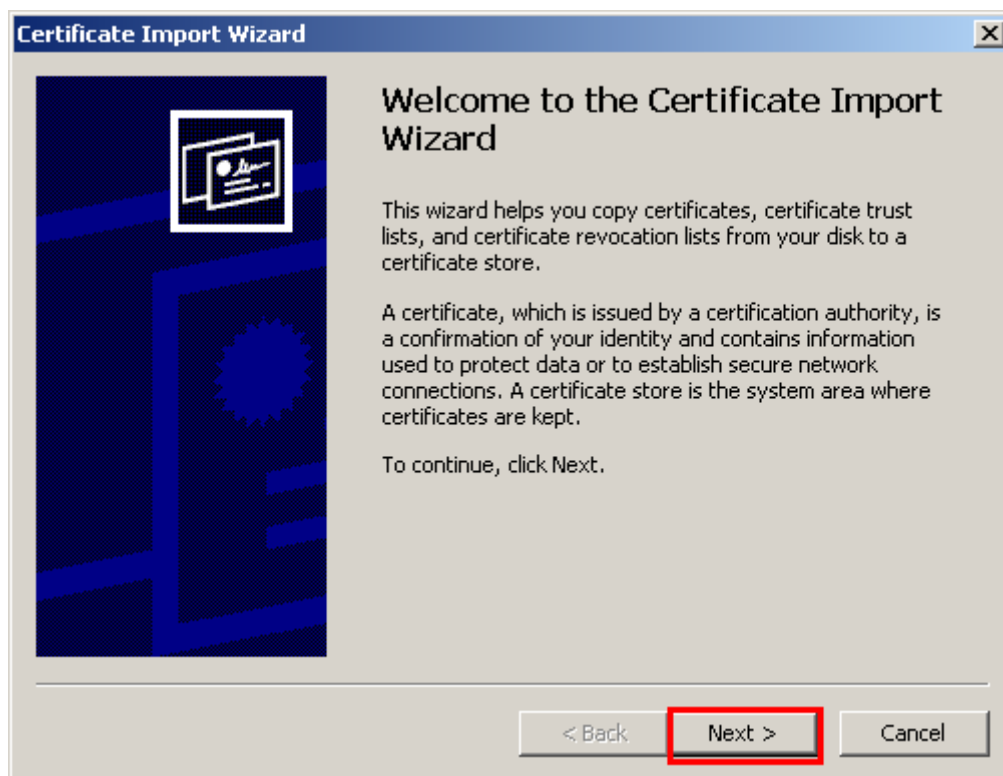 Certificate Import Wizard
Welcome to the Certificate Import
Wizard
This wizard helps you copy certificates, certificate trust
lists, and certificate revocation lists from your disk to a
certificate store.
A certificate, which is issued by a certification authority, is
a confirmation of your identity and contains information
used to protect data or to establish secure network
connections. A certificate store is the system area where
certificates are kept.
To continue, click Next.
< Back Next > Cancel